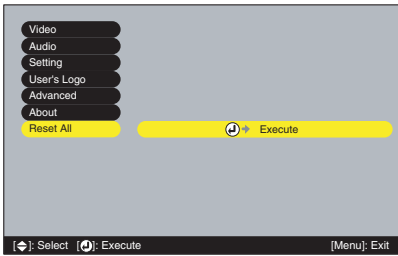 Video
Audio
Setting
User's Logo
Advanced
About
Reset All
Execute
[]: Select []: Execute [Menu]: Exit